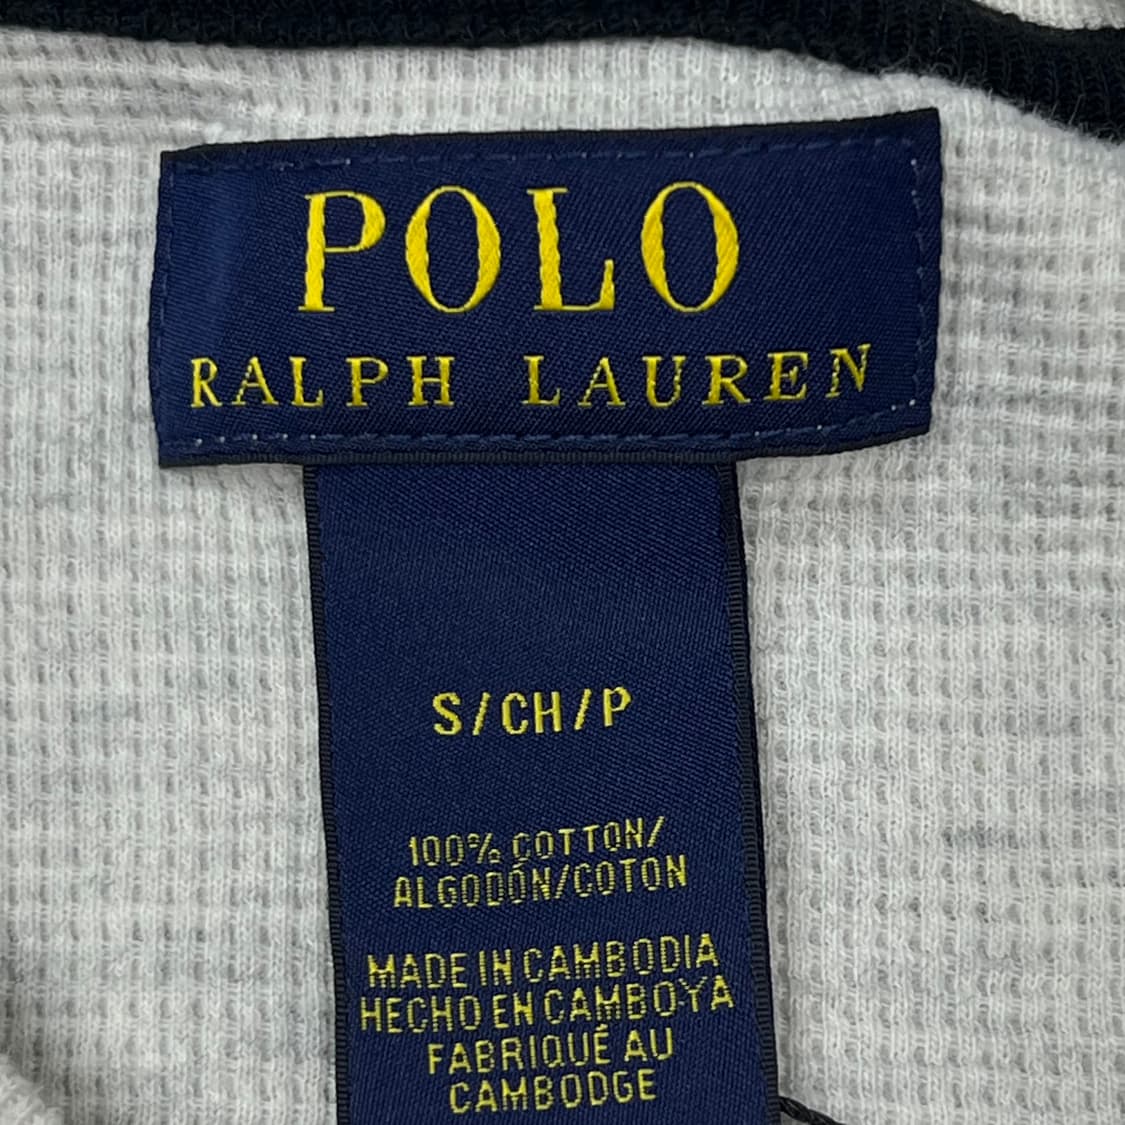 POLO
RALPH LAUREN
S/CH/P
100% COTTON/
ALGODÓN/COTON
MADE IN CAMBODIA
HECHO EN CAMBOYA
FABRIQUÉ AU
CAMBODGE